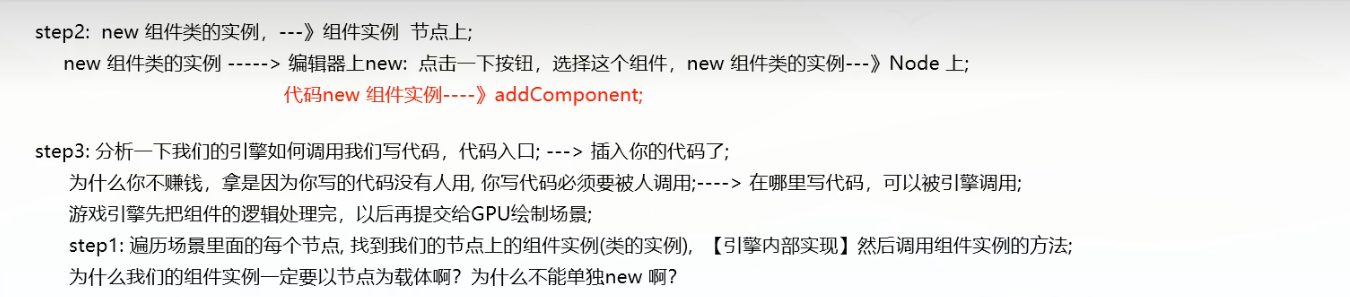 step2:  new 组件类的实例，---》组件实例  节点上;
new 组件类的实例 -----> 编辑器上new:  点击一下按钮，选择这个组件，new 组件类的实例---》Node 上;
代码new 组件实例----》addComponent;
step3: 分析一下我们的引擎如何调用我们写代码，代码入口; ---> 插入你的代码了;
为什么你不赚钱，拿是因为你写的代码没有人用, 你写代码必须要被人调用;----> 在哪里写代码，可以被引擎调用;
游戏引擎先把组件的逻辑处理完，以后再提交给GPU绘制场景;
step1: 遍历场景里面的每个节点, 找到我们的节点上的组件实例(类的实例)，【引擎内部实现】然后调用组件实例的方法;
为什么我们的组件实例一定要以节点为载体啊？为什么不能单独new 啊？